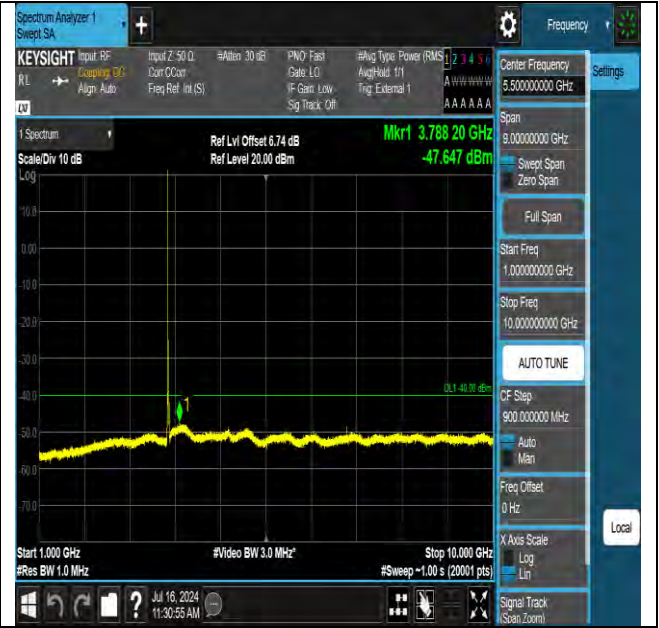 Spectrum Analyzer 1
Swept SA
+
Frequency
KEYSIGHT
RL
Input: RF
Coupling: DC
Align: Auto
Input Z: 50 Ω
Corr CCorr
Freq Ref: Int (S)
#Atten: 30 dB
PNO: Fast
Gate: LO
IF Gain: Low
Sig Track: Off
#Avg Type: Power (RMS
Avg|Hold: 1/1
Trig: External 1
1 2 3 4 5 6
A W W W W W
A A A A A A
1 Spectrum
Scale/Div 10 dB
Log
Ref Lvl Offset 6.74 dB
Ref Level 20.00 dBm
Mkr1 3.788 20 GHz
-47.647 dBm
10.0
0.00
-20.0
-30.0
-40.0
-50.0
-60.0
-70.0
1
Start 1.000 GHz
#Res BW 1.0 MHz
#Video BW 3.0 MHz*
Stop 10.000 GHz
#Sweep ~1.00 s (20001 pts)
Jul 16, 2024
11:30:55 AM
Center Frequency
5.500000000 GHz
Settings
Span
9.00000000 GHz
Swept Span
Zero Span
Full Span
Start Freq
1.000000000 GHz
Stop Freq
10.000000000 GHz
AUTO TUNE
CF Step
900.000000 MHz
Auto
Man
Freq Offset
0 Hz
X Axis Scale
Log
Lin
Local
Signal Track
(Span Zoom)